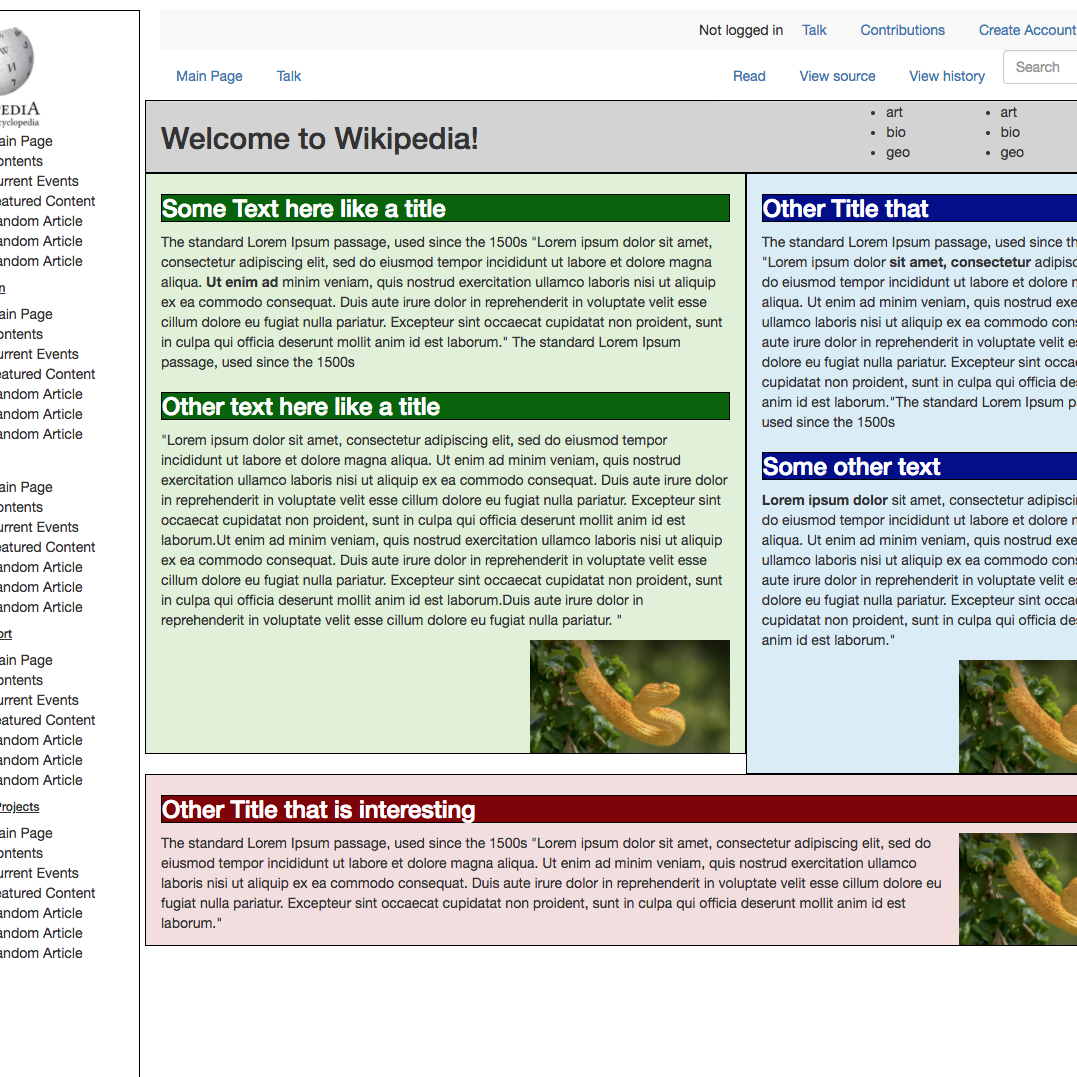 PEDIA
cyclopedia
ain Page
ontents
urrent Events
eatured Content
andom Article
andom Article
andom Article
n
ain Page
ontents
urrent Events
eatured Content
andom Article
andom Article
andom Article
ain Page
ontents
urrent Events
eatured Content
andom Article
andom Article
andom Article
ort
ain Page
ontents
urrent Events
eatured Content
andom Article
andom Article
andom Article
Projects
ain Page
ontents
urrent Events
eatured Content
andom Article
andom Article
andom Article
Not logged in Talk Contributions Create Account
Main Page Talk Read View source View history Search
Welcome to Wikipedia!
• art
• bio
• geo
• art
• bio
• geo
Some Text here like a title
The standard Lorem Ipsum passage, used since the 1500s "Lorem ipsum dolor sit amet,
consectetur adipiscing elit, sed do eiusmod tempor incididunt ut labore et dolore magna
aliqua. Ut enim ad minim veniam, quis nostrud exercitation ullamco laboris nisi ut aliquip
ex ea commodo consequat. Duis aute irure dolor in reprehenderit in voluptate velit esse
cillum dolore eu fugiat nulla pariatur. Excepteur sint occaecat cupidatat non proident, sunt
in culpa qui officia deserunt mollit anim id est laborum." The standard Lorem Ipsum
passage, used since the 1500s
Other text here like a title
"Lorem ipsum dolor sit amet, consectetur adipiscing elit, sed do eiusmod tempor
incididunt ut labore et dolore magna aliqua. Ut enim ad minim veniam, quis nostrud
exercitation ullamco laboris nisi ut aliquip ex ea commodo consequat. Duis aute irure dolor
in reprehenderit in voluptate velit esse cillum dolore eu fugiat nulla pariatur. Excepteur sint
occaecat cupidatat non proident, sunt in culpa qui officia deserunt mollit anim id est
laborum.Ut enim ad minim veniam, quis nostrud exercitation ullamco laboris nisi ut aliquip
ex ea commodo consequat. Duis aute irure dolor in reprehenderit in voluptate velit esse
cillum dolore eu fugiat nulla pariatur. Excepteur sint occaecat cupidatat non proident, sunt
in culpa qui officia deserunt mollit anim id est laborum.Duis aute irure dolor in
reprehenderit in voluptate velit esse cillum dolore eu fugiat nulla pariatur. "
Other Title that
The standard Lorem Ipsum passage, used since th
"Lorem ipsum dolor sit amet, consectetur adipisc
do eiusmod tempor incididunt ut labore et dolore m
aliqua. Ut enim ad minim veniam, quis nostrud exe
ullamco laboris nisi ut aliquip ex ea commodo cons
aute irure dolor in reprehenderit in voluptate velit es
dolore eu fugiat nulla pariatur. Excepteur sint occa
cupidatat non proident, sunt in culpa qui officia des
anim id est laborum."The standard Lorem Ipsum p
used since the 1500s
Some other text
Lorem ipsum dolor sit amet, consectetur adipiscin
do eiusmod tempor incididunt ut labore et dolore m
aliqua. Ut enim ad minim veniam, quis nostrud exe
ullamco laboris nisi ut aliquip ex ea commodo cons
aute irure dolor in reprehenderit in voluptate velit es
dolore eu fugiat nulla pariatur. Excepteur sint occa
cupidatat non proident, sunt in culpa qui officia des
anim id est laborum."
Other Title that is interesting
The standard Lorem Ipsum passage, used since the 1500s "Lorem ipsum dolor sit amet, consectetur adipiscing elit, sed do
eiusmod tempor incididunt ut labore et dolore magna aliqua. Ut enim ad minim veniam, quis nostrud exercitation ullamco
laboris nisi ut aliquip ex ea commodo consequat. Duis aute irure dolor in reprehenderit in voluptate velit esse cillum dolore eu
fugiat nulla pariatur. Excepteur sint occaecat cupidatat non proident, sunt in culpa qui officia deserunt mollit anim id est
laborum."